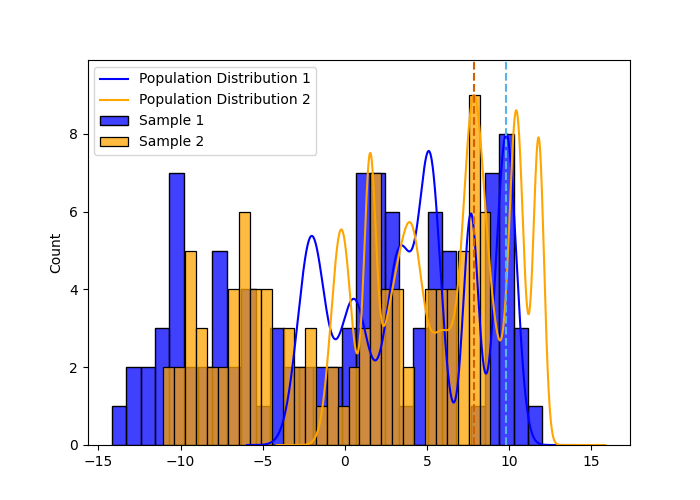 Population Distribution 1
Population Distribution 2
Sample 1
Sample 2
Count
8
6
4
2
0
−15 −10 −5 0 5 10 15